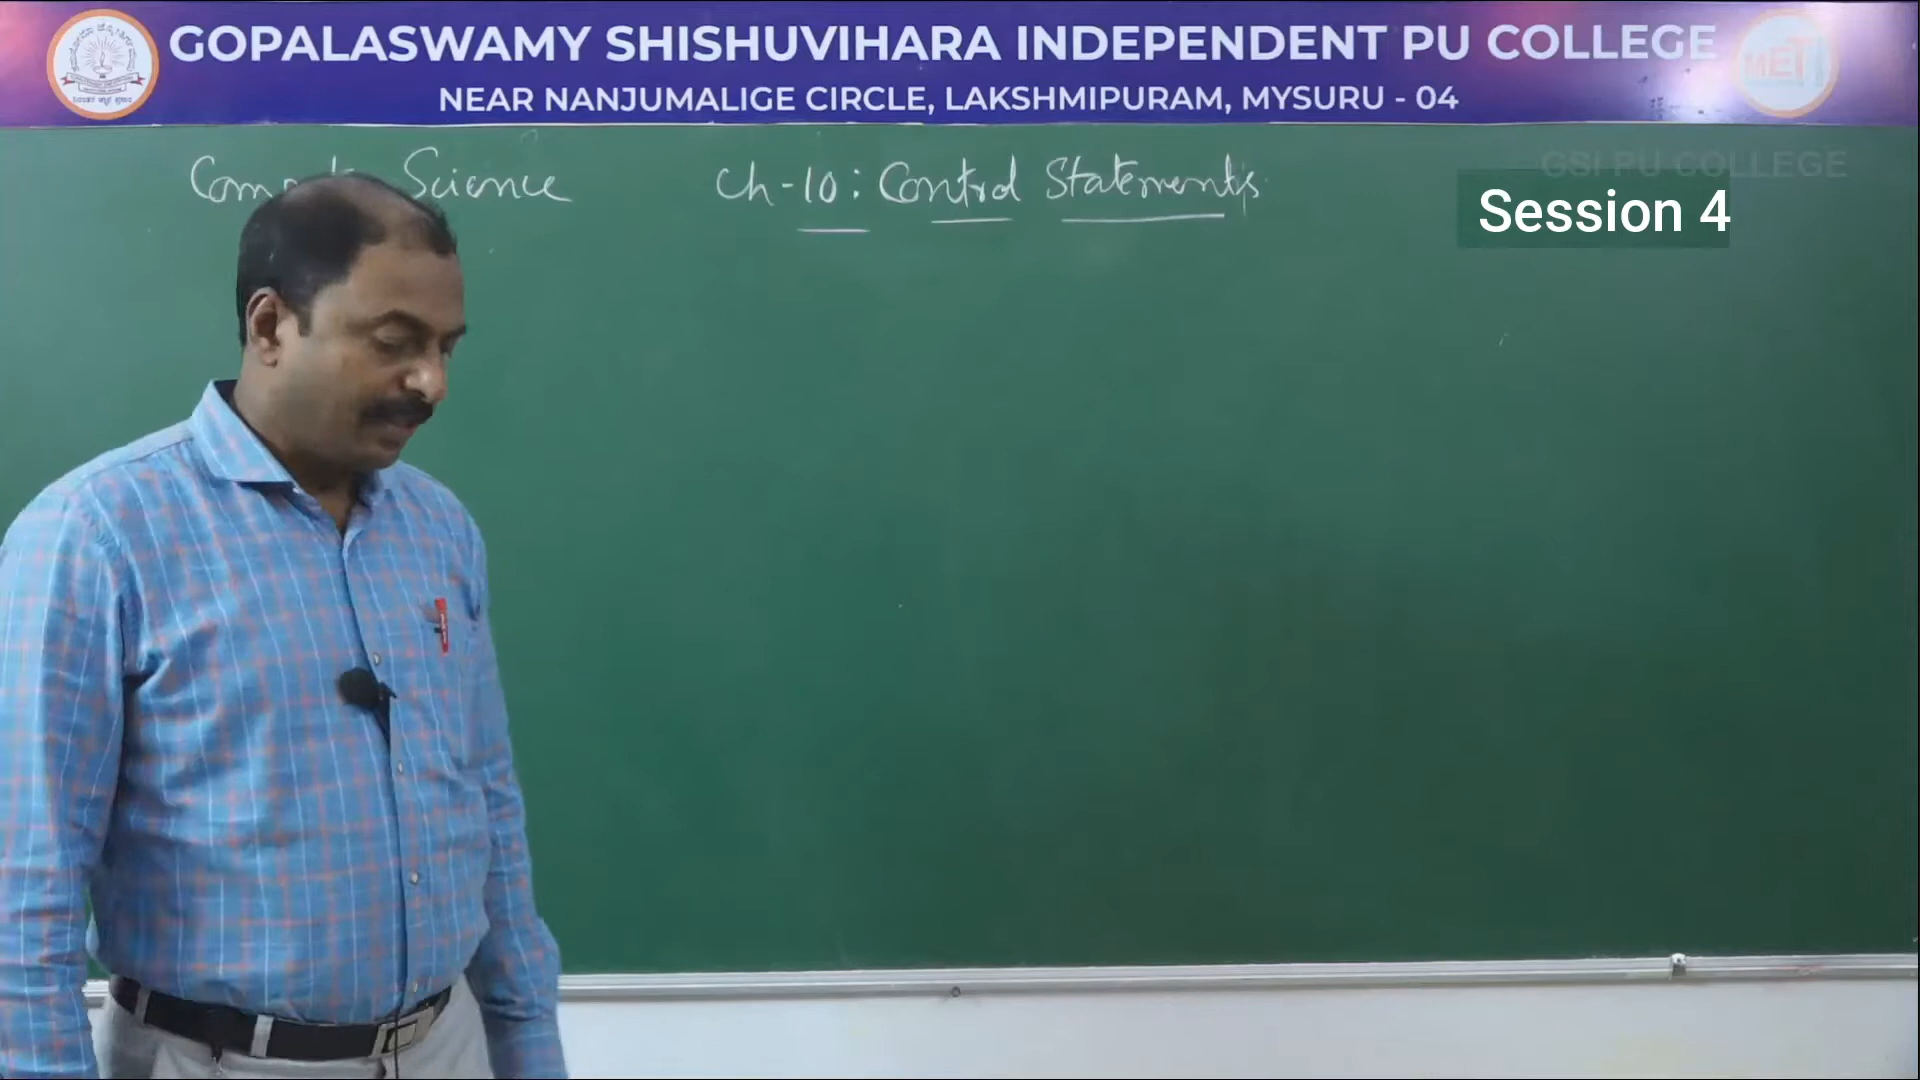 GOPALASWAMY SHISHUVIHARA INDEPENDENT PU COLLEGE
MET
NEAR NANJUMALIGE CIRCLE, LAKSHMIPURAM, MYSURU - 04
GSI PU COLLEGE
Science Ch-10: Control Statements
Session 4